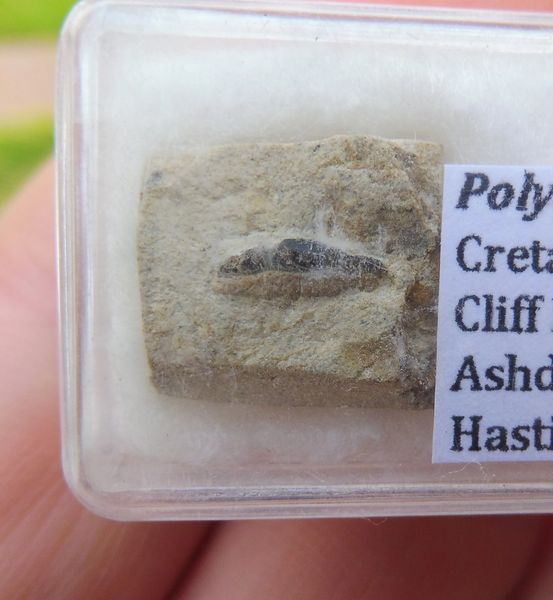 Poly
Creta
Cliff
Ashd
Hasti